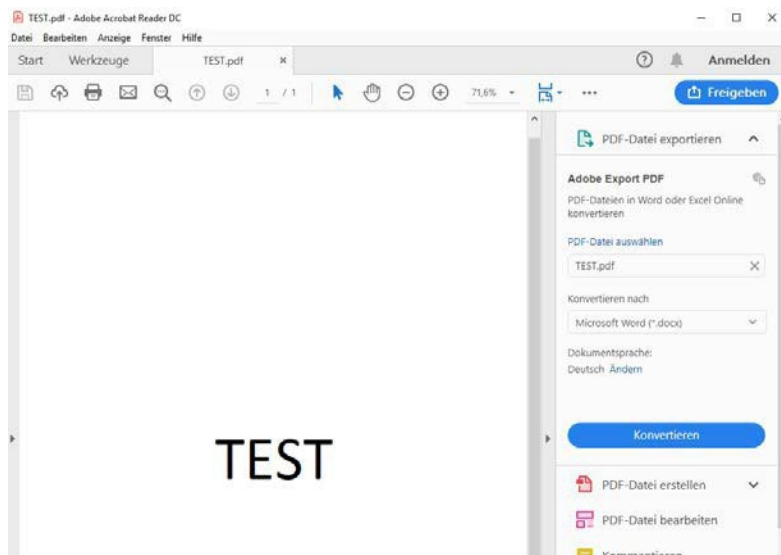 TEST.pdf - Adobe Acrobat Reader DC
Datei Bearbeiten Anzeige Fenster Hilfe
Start Werkzeuge TEST.pdf × Anmelden
1 / 1 71,6% Freigeben
PDF-Datei exportieren
Adobe Export PDF
PDF-Dateien in Word oder Excel Online
konvertieren
PDF-Datei auswählen
TEST.pdf
Konvertieren nach
Microsoft Word (*.docx)
Dokumentsprache:
Deutsch Ändern
Konvertieren
TEST
PDF-Datei erstellen
PDF-Datei bearbeiten
Kommentieren